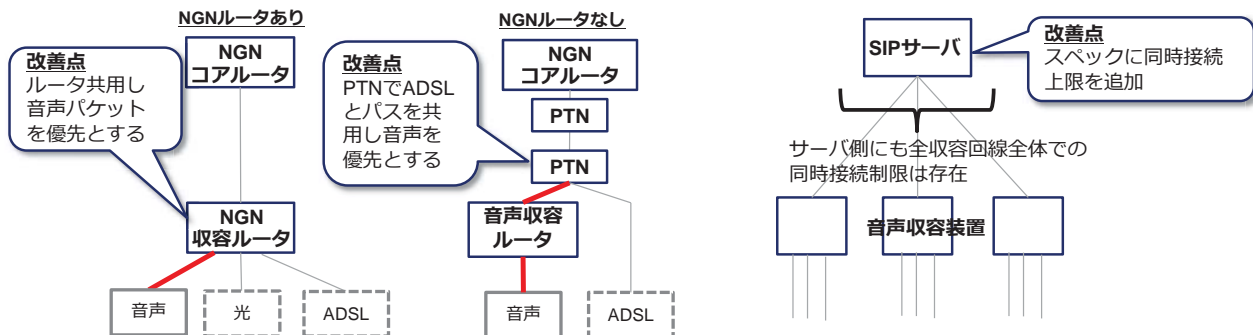 NGNルータあり
NGN
コアルータ
改善点
ルータ共用し
音声パケット
を優先とする
NGN
収容ルータ
音声
光
ADSL
NGNルータなし
NGN
コアルータ
改善点
PTNでADSL
とパスを共
用し音声を
優先とする
PTN
PTN
音声収容
ルータ
音声
ADSL
SIPサーバ
改善点
スペックに同時接続
上限を追加
サーバ側にも全収容回線全体での
同時接続制限は存在
音声収容装置